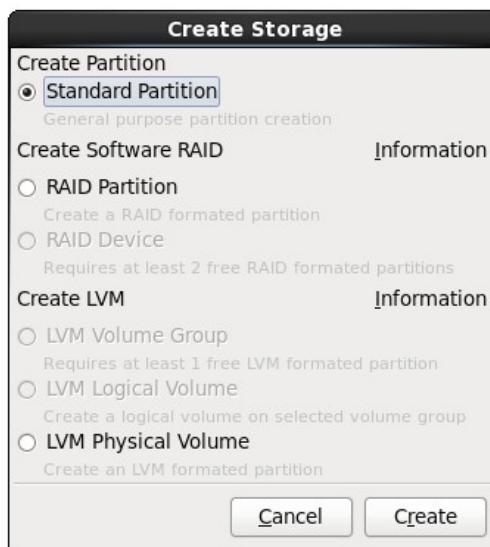 Create Storage
Create Partition
Standard Partition
General purpose partition creation
Create Software RAID Information
RAID Partition
Create a RAID formated partition
RAID Device
Requires at least 2 free RAID formated partitions
Create LVM Information
LVM Volume Group
Requires at least 1 free LVM formated partition
LVM Logical Volume
Create a logical volume on selected volume group
LVM Physical Volume
Create an LVM formated partition
Cancel Create